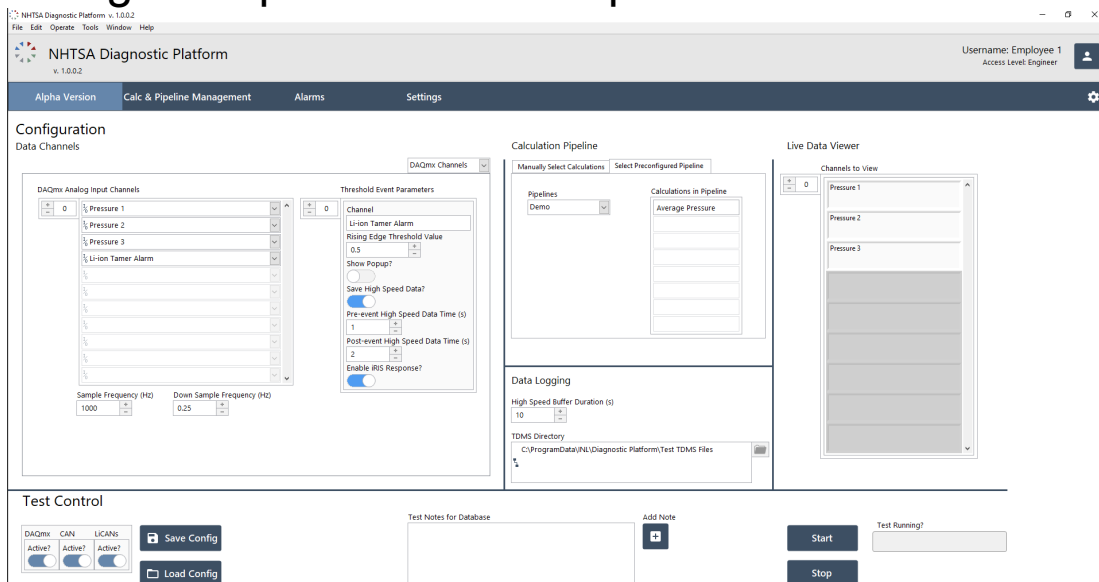 NHTSA Diagnostic Platform v. 1.0.0.2
File Edit Operate Tools Window Help
NHTSA Diagnostic Platform
v. 1.0.0.2
Username: Employee 1
Access Level: Engineer
Alpha Version Calc & Pipeline Management Alarms Settings
Configuration
Data Channels
DAQmx Channels
DAQmx Analog Input Channels
0
Pressure 1
Pressure 2
Pressure 3
Li-ion Tamer Alarm
Sample Frequency (Hz) Down Sample Frequency (Hz)
1000 0.25
Threshold Event Parameters
0
Channel
Li-ion Tamer Alarm
Rising Edge Threshold Value
0.5
Show Popup?
Save High Speed Data?
Pre-event High Speed Data Time (s)
1
Post-event High Speed Data Time (s)
2
Enable iRIS Response?
Calculation Pipeline
Manually Select Calculations Select Preconfigured Pipeline
Pipelines
Demo
Calculations in Pipeline
Average Pressure
Data Logging
High Speed Buffer Duration (s)
10
TDMS Directory
C:\ProgramData\INL\Diagnostic Platform\Test TDMS Files
Live Data Viewer
Channels to View
0
Pressure 1
Pressure 2
Pressure 3
Test Control
DAQmx CAN LiCANs
Active? Active? Active?
Save Config
Load Config
Test Notes for Database
Add Note
Start
Stop
Test Running?